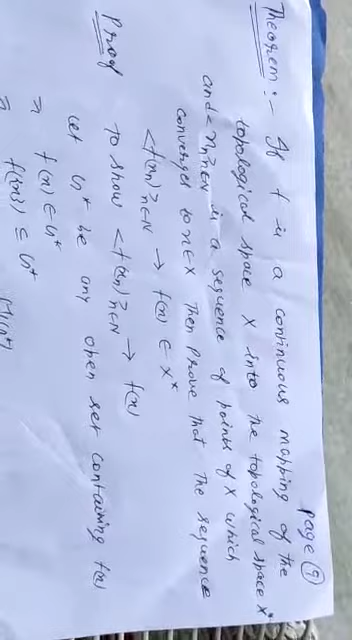 Page 9
Theorem :- If f is a continuous mapping of the
topological space X into the topological space X*
and <xn>n∈N is a sequence of points of X which
converges to x∈X Then Prove that The sequence
<f(xn)>n∈N → f(x) ∈ X*
Proof To show <f(xn)>n∈N → f(x)
Let G* be any open set containing f(x)
⇒ f(x) ∈ G*
⇒ f({x}) ⊆ G*